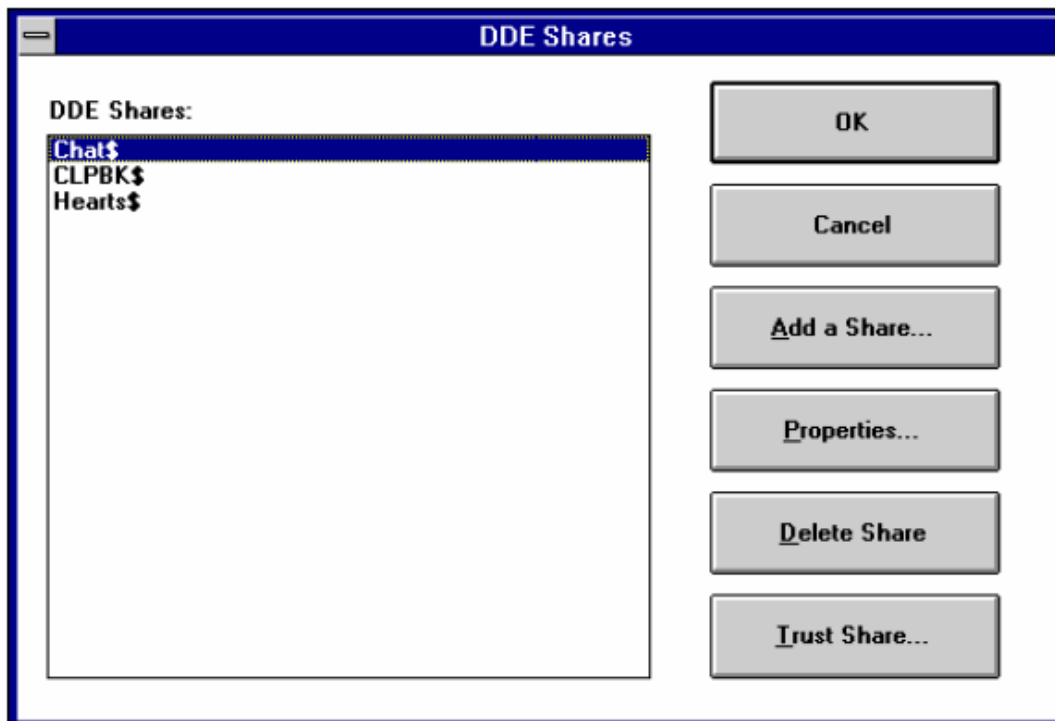 DDE Shares
DDE Shares:
Chat$
CLPBK$
Hearts$
OK
Cancel
Add a Share...
Properties...
Delete Share
Trust Share...